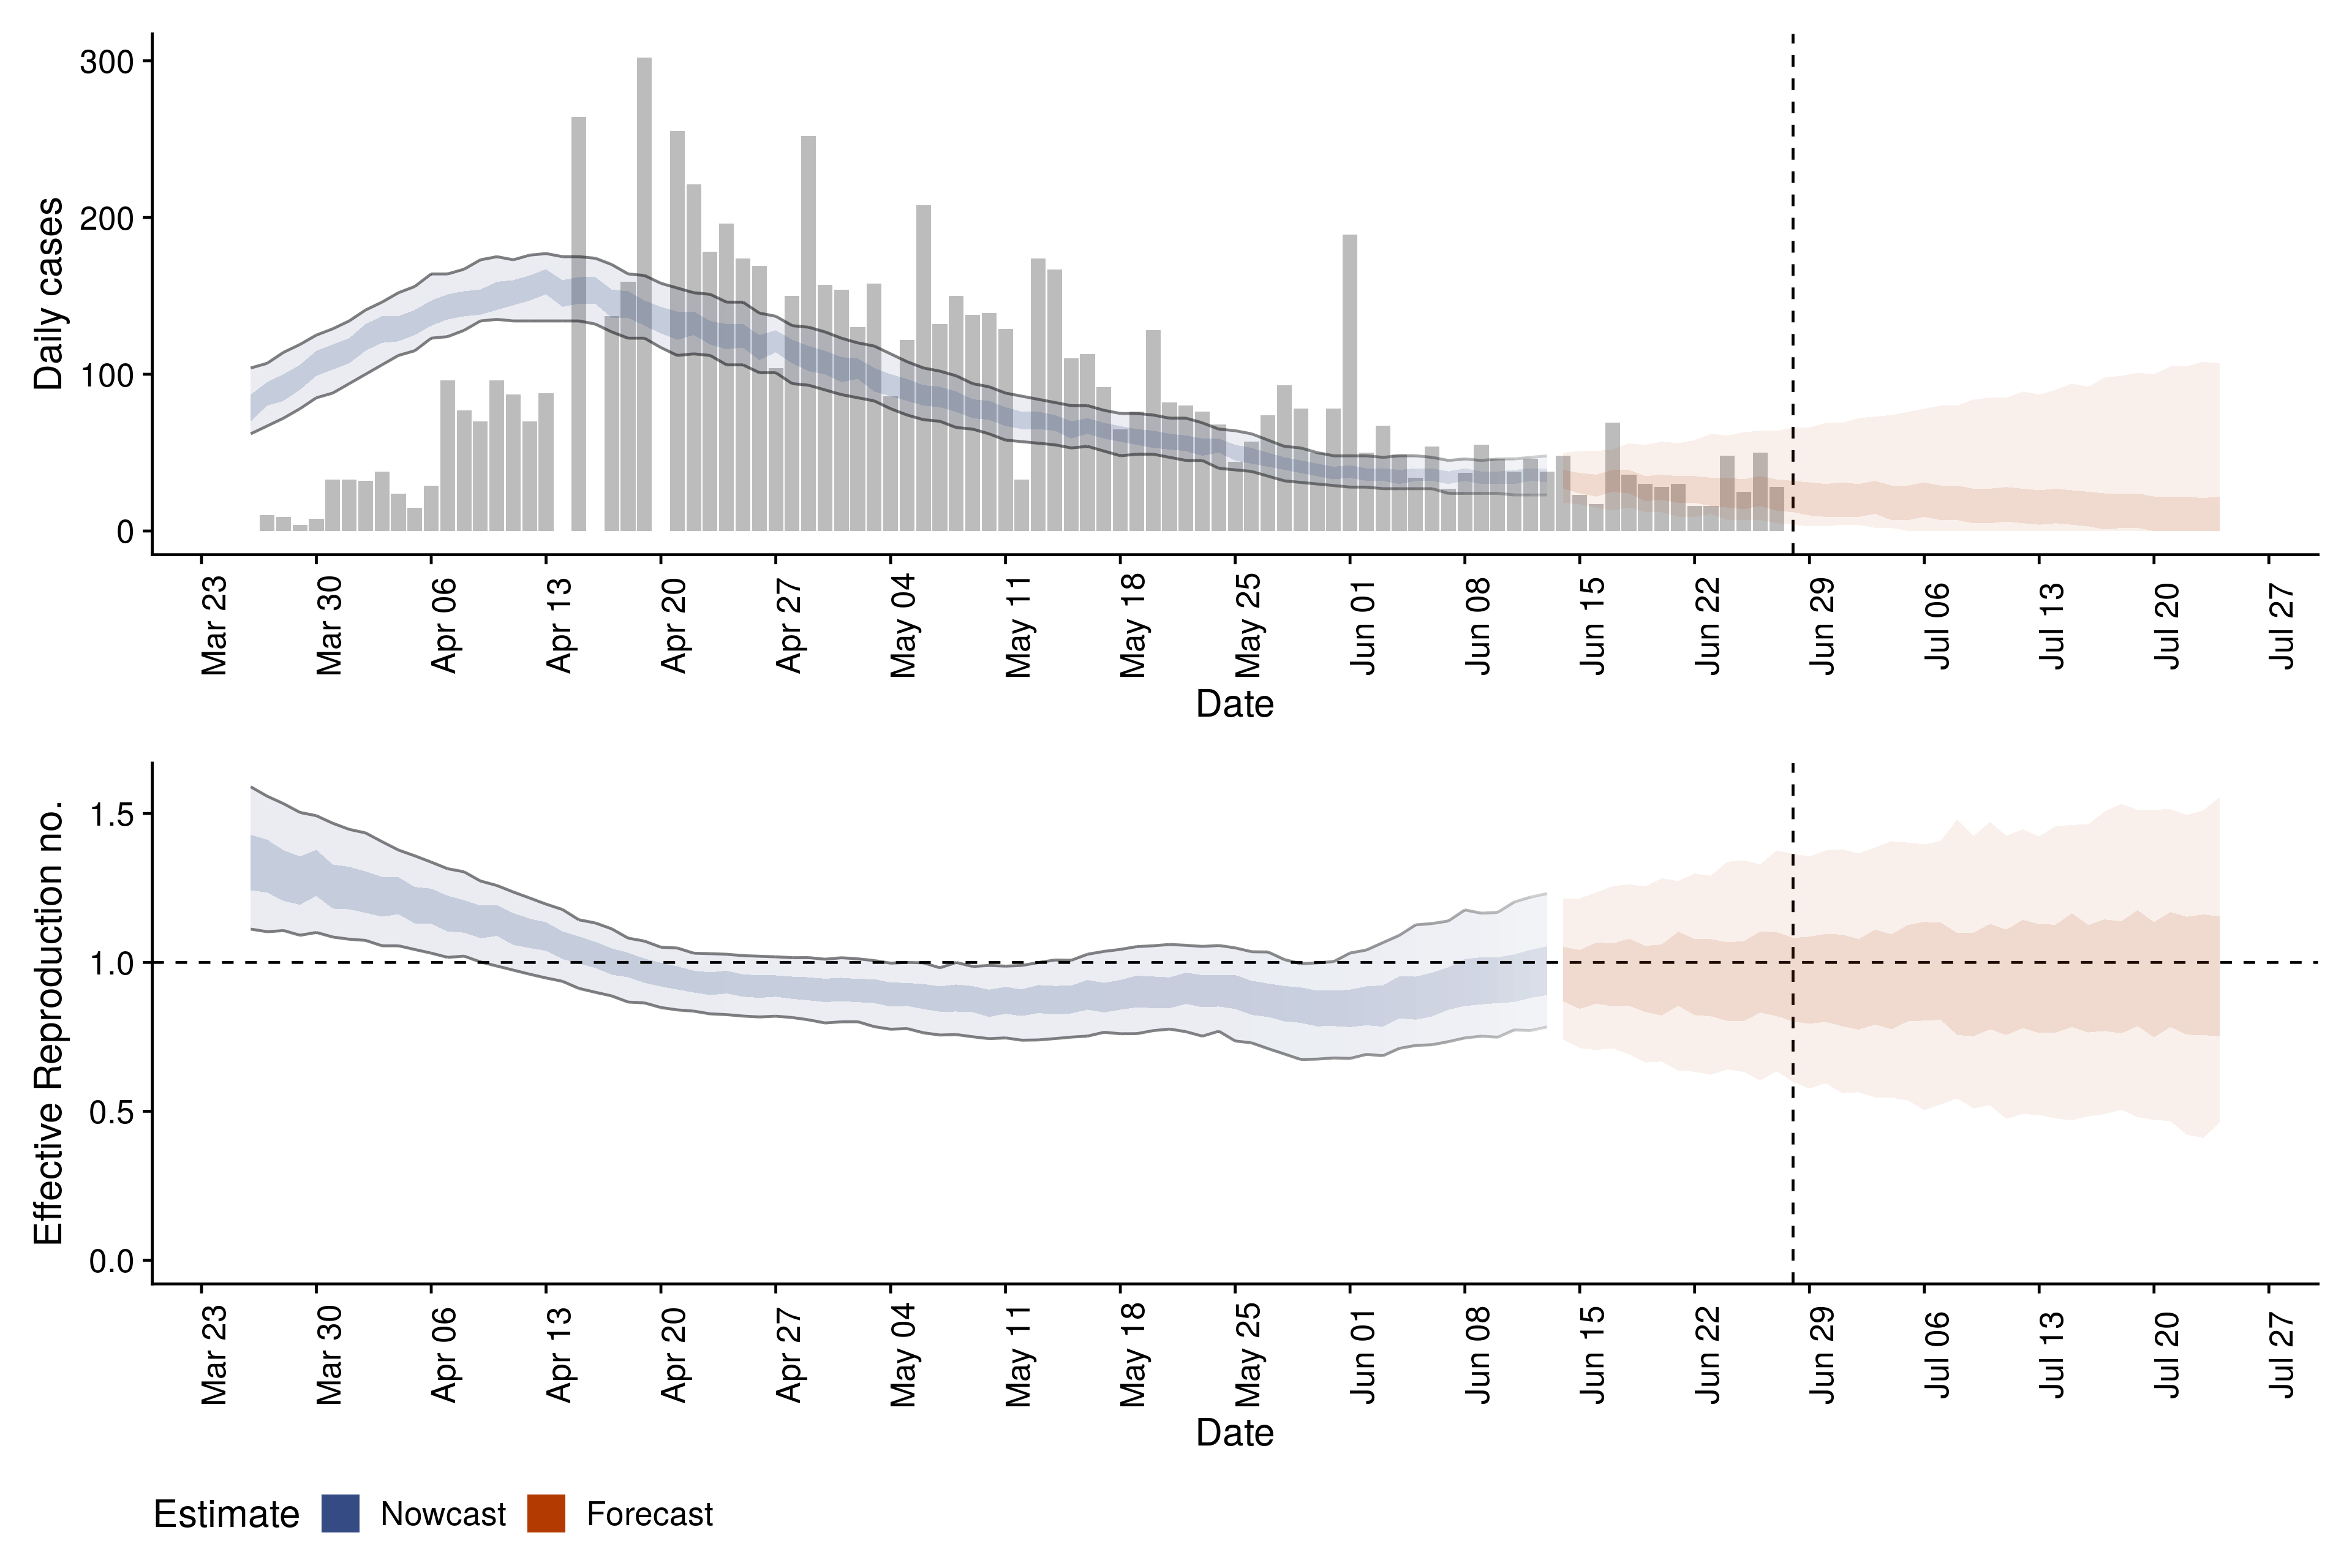 Daily cases
300
200
100
0
Mar 23 Mar 30 Apr 06 Apr 13 Apr 20 Apr 27 May 04 May 11 May 18 May 25 Jun 01 Jun 08 Jun 15 Jun 22 Jun 29 Jul 06 Jul 13 Jul 20 Jul 27
Date
Effective Reproduction no.
1.5
1.0
0.5
0.0
Mar 23 Mar 30 Apr 06 Apr 13 Apr 20 Apr 27 May 04 May 11 May 18 May 25 Jun 01 Jun 08 Jun 15 Jun 22 Jun 29 Jul 06 Jul 13 Jul 20 Jul 27
Date
Estimate Nowcast Forecast